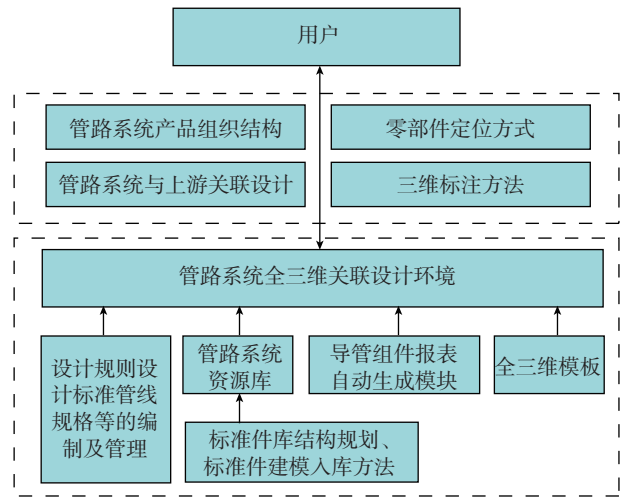 用户
管路系统产品组织结构
零部件定位方式
管路系统与上游关联设计
三维标注方法
管路系统全三维关联设计环境
设计规则设
计标准管线
规格等的编
制及管理
管路系统
资源库
导管组件报表
自动生成模块
全三维模板
标准件库结构规划、
标准件建模入库方法